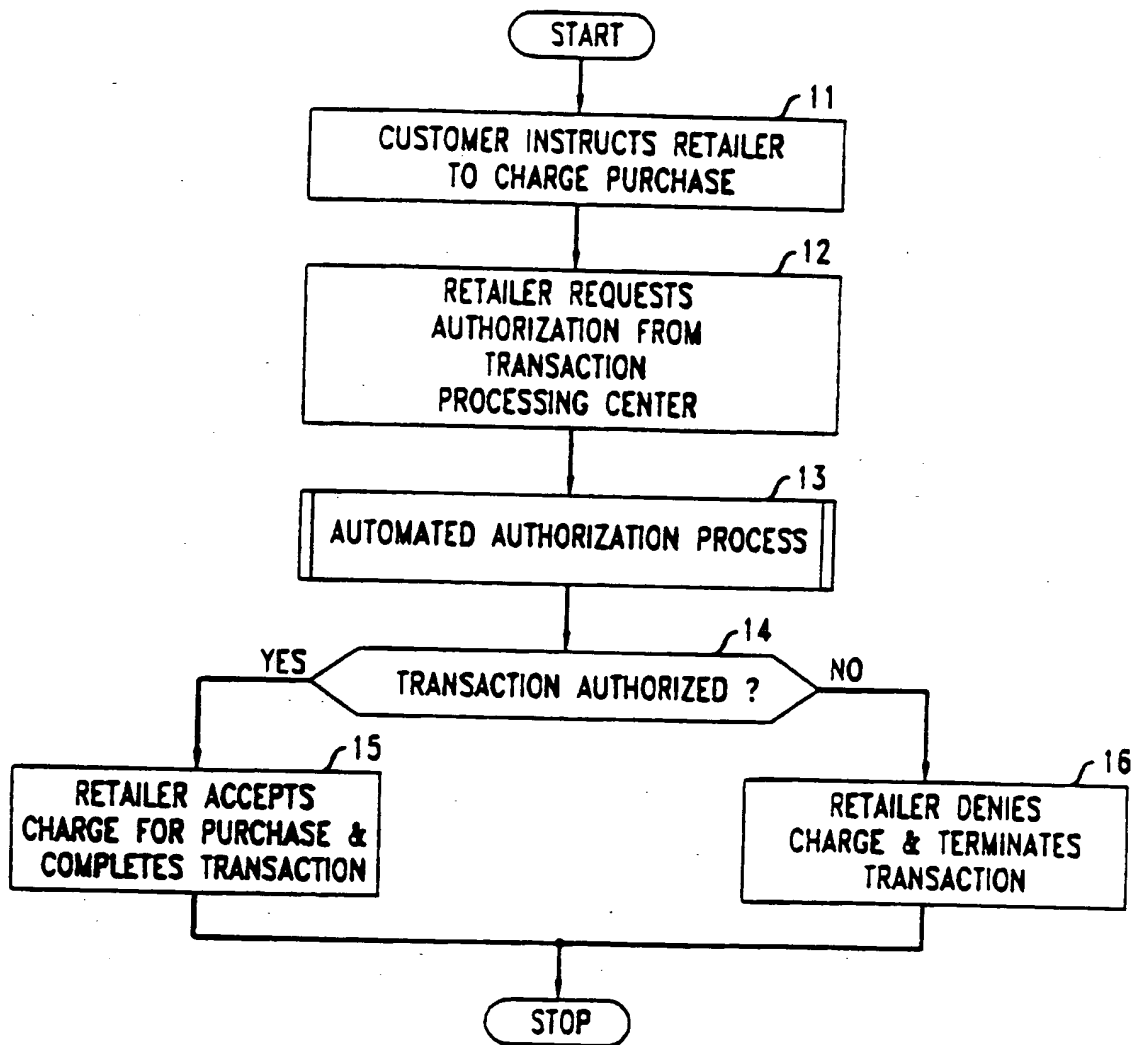 START
11
CUSTOMER INSTRUCTS RETAILER
TO CHARGE PURCHASE
12
RETAILER REQUESTS
AUTHORIZATION FROM
TRANSACTION
PROCESSING CENTER
13
AUTOMATED AUTHORIZATION PROCESS
14
YES
TRANSACTION AUTHORIZED ?
NO
15
RETAILER ACCEPTS
CHARGE FOR PURCHASE &
COMPLETES TRANSACTION
16
RETAILER DENIES
CHARGE & TERMINATES
TRANSACTION
STOP